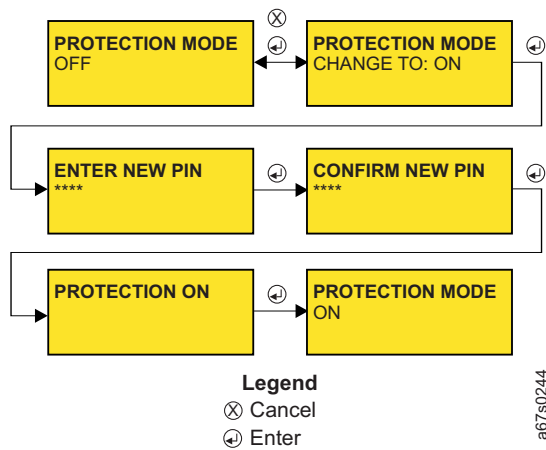 PROTECTION MODE
OFF
PROTECTION MODE
CHANGE TO: ON
ENTER NEW PIN
****
CONFIRM NEW PIN
****
PROTECTION ON
PROTECTION MODE
ON
Legend
Cancel
Enter
a67s0244